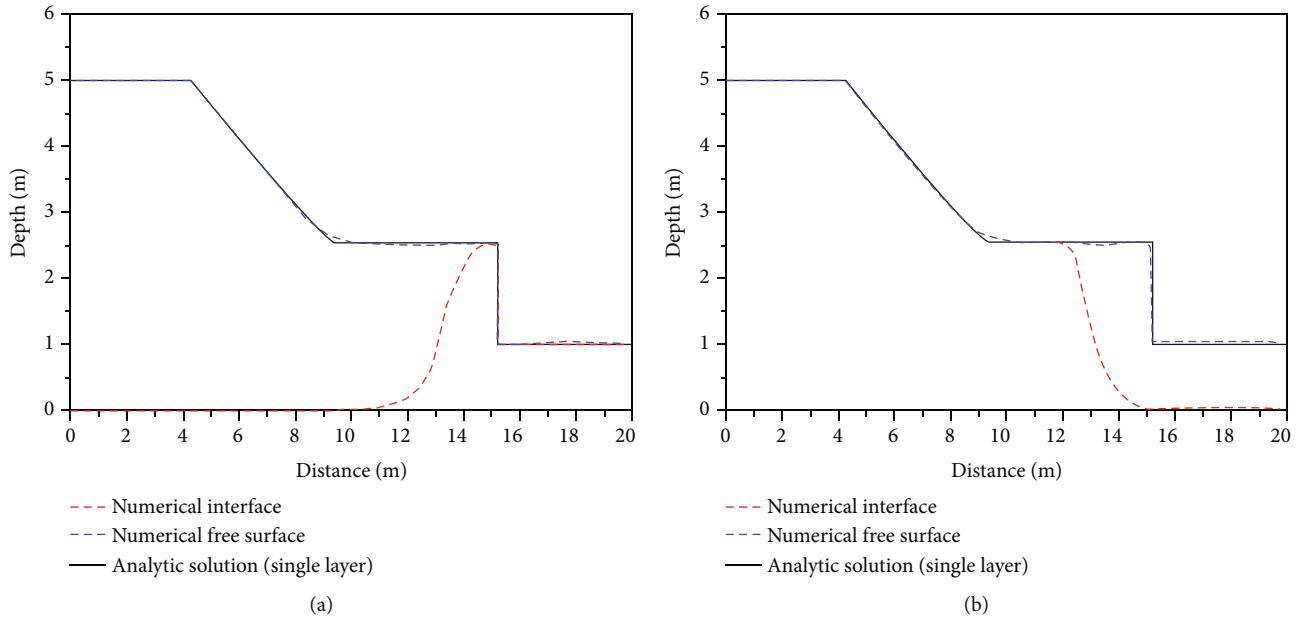 6
5
4
3
2
1
0
Depth (m)
0 2 4 6 8 10 12 14 16 18 20
Distance (m)
Numerical interface
Numerical free surface
Analytic solution (single layer)
(a)
6
5
4
3
2
1
0
Depth (m)
0 2 4 6 8 10 12 14 16 18 20
Distance (m)
Numerical interface
Numerical free surface
Analytic solution (single layer)
(b)